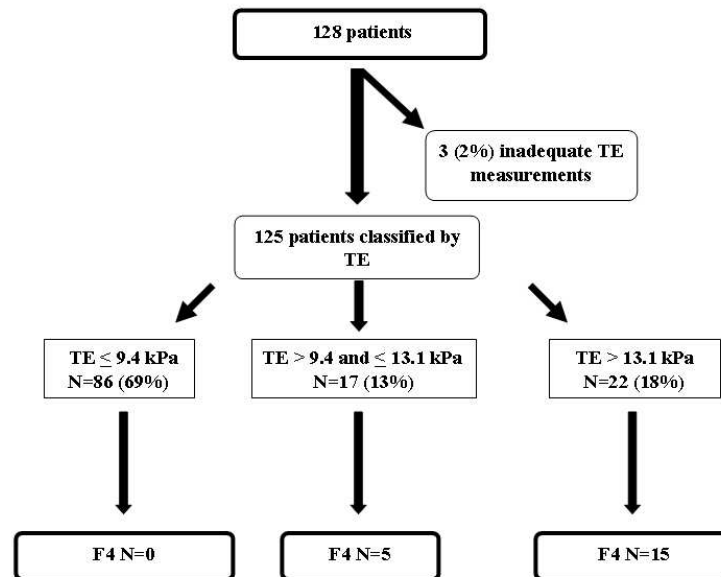 128 patients
3 (2%) inadequate TE
measurements
125 patients classified by
TE
TE ≤ 9.4 kPa
N=86 (69%)
TE > 9.4 and ≤ 13.1 kPa
N=17 (13%)
TE > 13.1 kPa
N=22 (18%)
F4 N=0
F4 N=5
F4 N=15